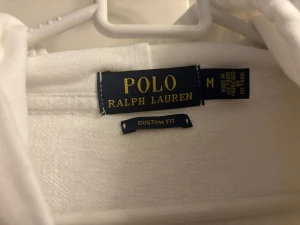 POLO
RALPH LAUREN
M
CUSTOM FIT